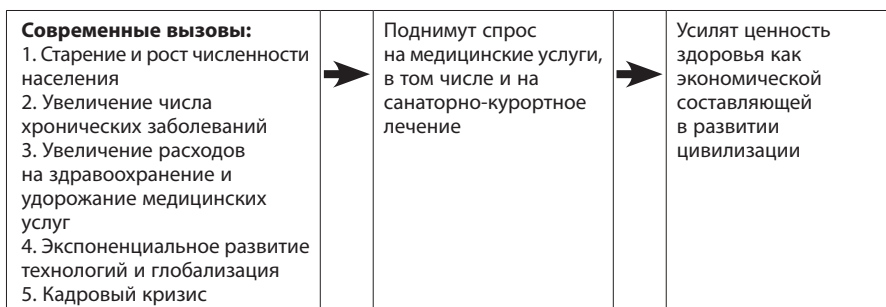 Современные вызовы:
1. Старение и рост численности
населения
2. Увеличение числа
хронических заболеваний
3. Увеличение расходов
на здравоохранение и
удорожание медицинских
услуг
4. Экспоненциальное развитие
технологий и глобализация
5. Кадровый кризис
Поднимут спрос
на медицинские услуги,
в том числе и на
санаторно-курортное
лечение
Усилят ценность
здоровья как
экономической
составляющей
в развитии
цивилизации